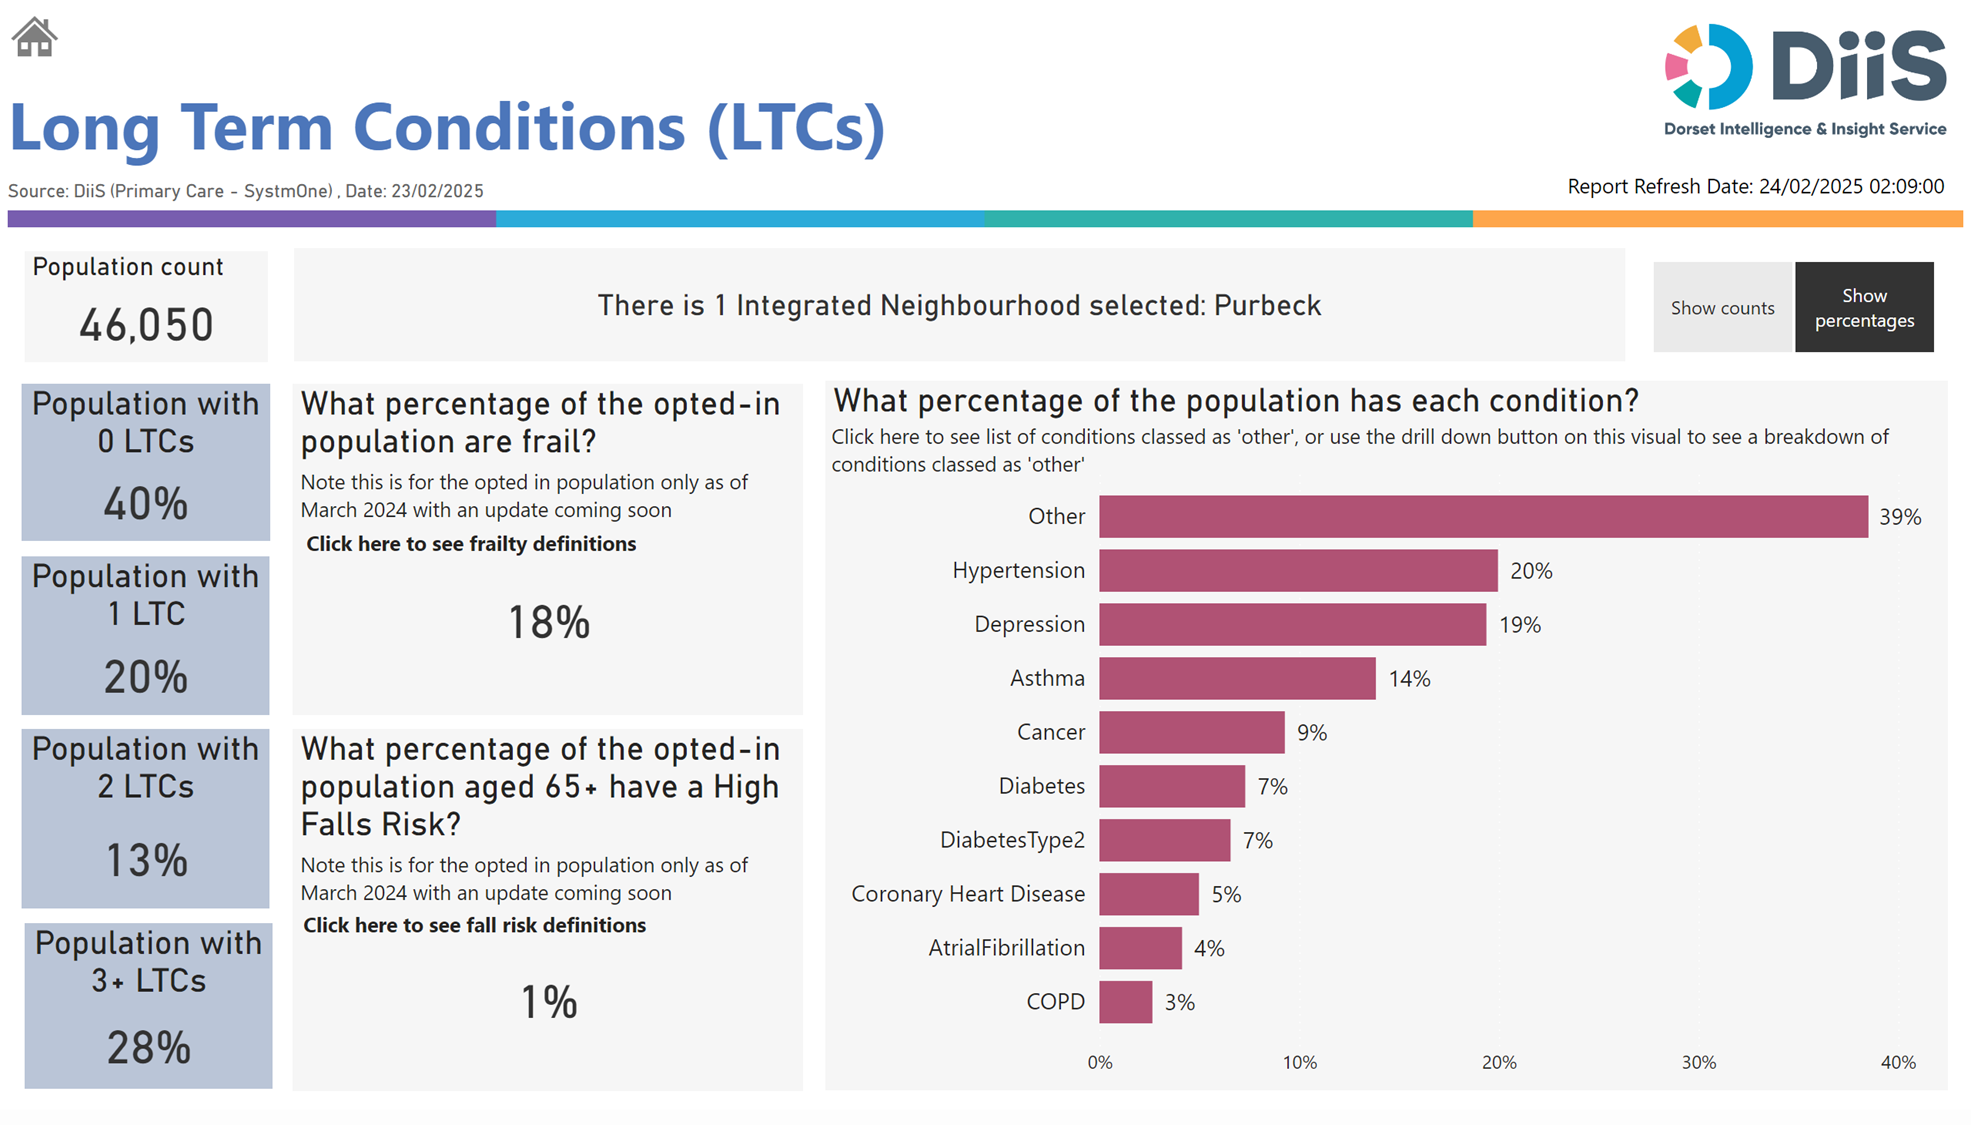 DiiS
Dorset Intelligence & Insight Service
Long Term Conditions (LTCs)
Source: DiiS (Primary Care - SystmOne) , Date: 23/02/2025
Report Refresh Date: 24/02/2025 02:09:00
Population count
46,050
There is 1 Integrated Neighbourhood selected: Purbeck
Show counts
Show
percentages
Population with
0 LTCs
40%
Population with
1 LTC
20%
Population with
2 LTCs
13%
Population with
3+ LTCs
28%
What percentage of the opted-in
population are frail?
Note this is for the opted in population only as of
March 2024 with an update coming soon
Click here to see frailty definitions
18%
What percentage of the opted-in
population aged 65+ have a High
Falls Risk?
Note this is for the opted in population only as of
March 2024 with an update coming soon
Click here to see fall risk definitions
1%
What percentage of the population has each condition?
Click here to see list of conditions classed as 'other', or use the drill down button on this visual to see a breakdown of
conditions classed as 'other'
Other 39%
Hypertension 20%
Depression 19%
Asthma 14%
Cancer 9%
Diabetes 7%
DiabetesType2 7%
Coronary Heart Disease 5%
AtrialFibrillation 4%
COPD 3%
0% 10% 20% 30% 40%